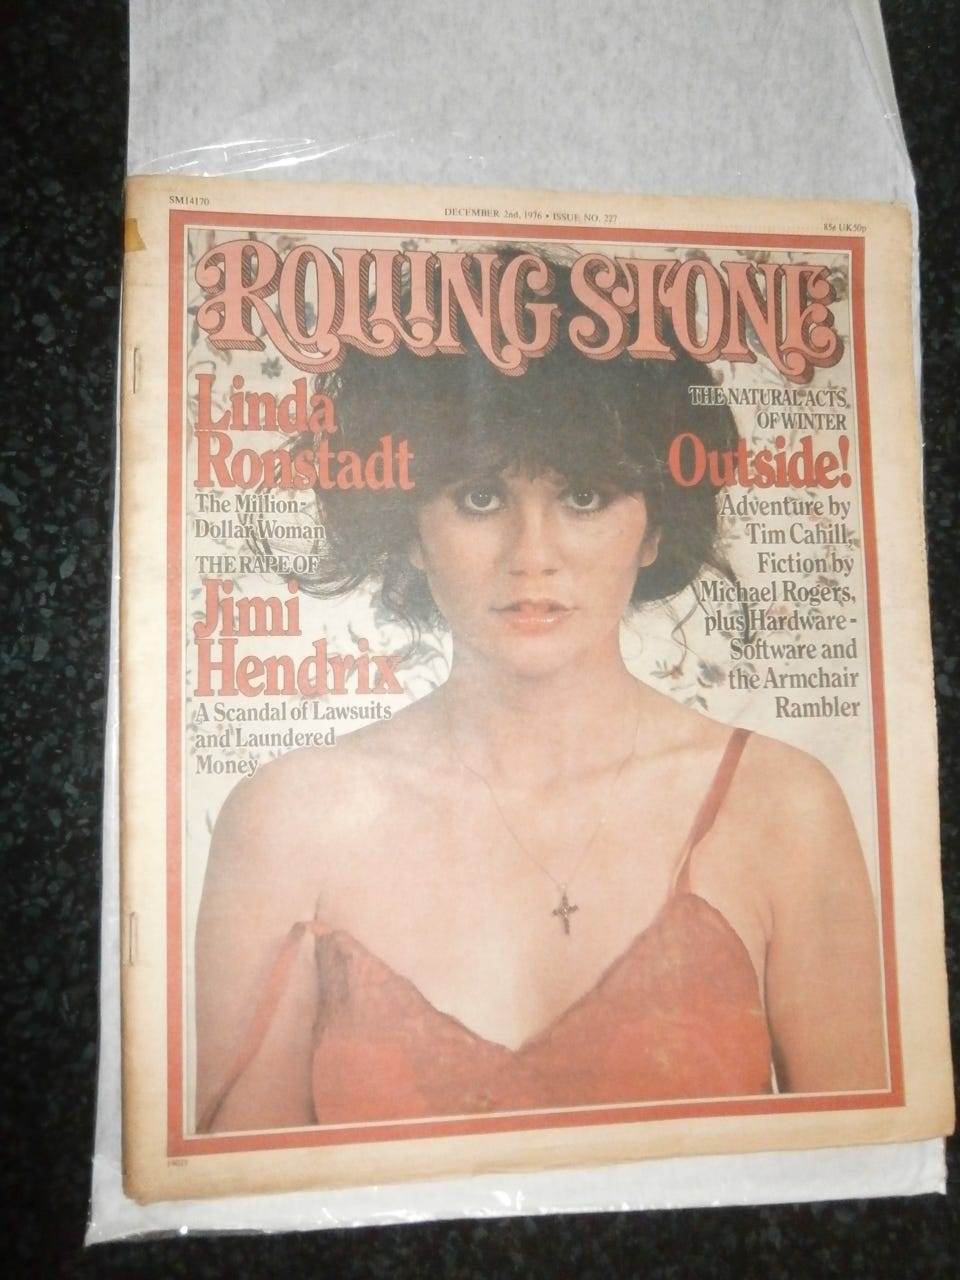 SM14170
DECEMBER 2nd, 1976 • ISSUE NO. 227
85¢ UK50p
ROLLING STONE
Linda
Ronstadt
The Million-
Dollar Woman
THE RAPE OF
Jimi
Hendrix
A Scandal of Lawsuits
and Laundered
Money
THE NATURAL ACTS
OF WINTER
Outside!
Adventure by
Tim Cahill,
Fiction by
Michael Rogers,
plus Hardware-
Software and
the Armchair
Rambler